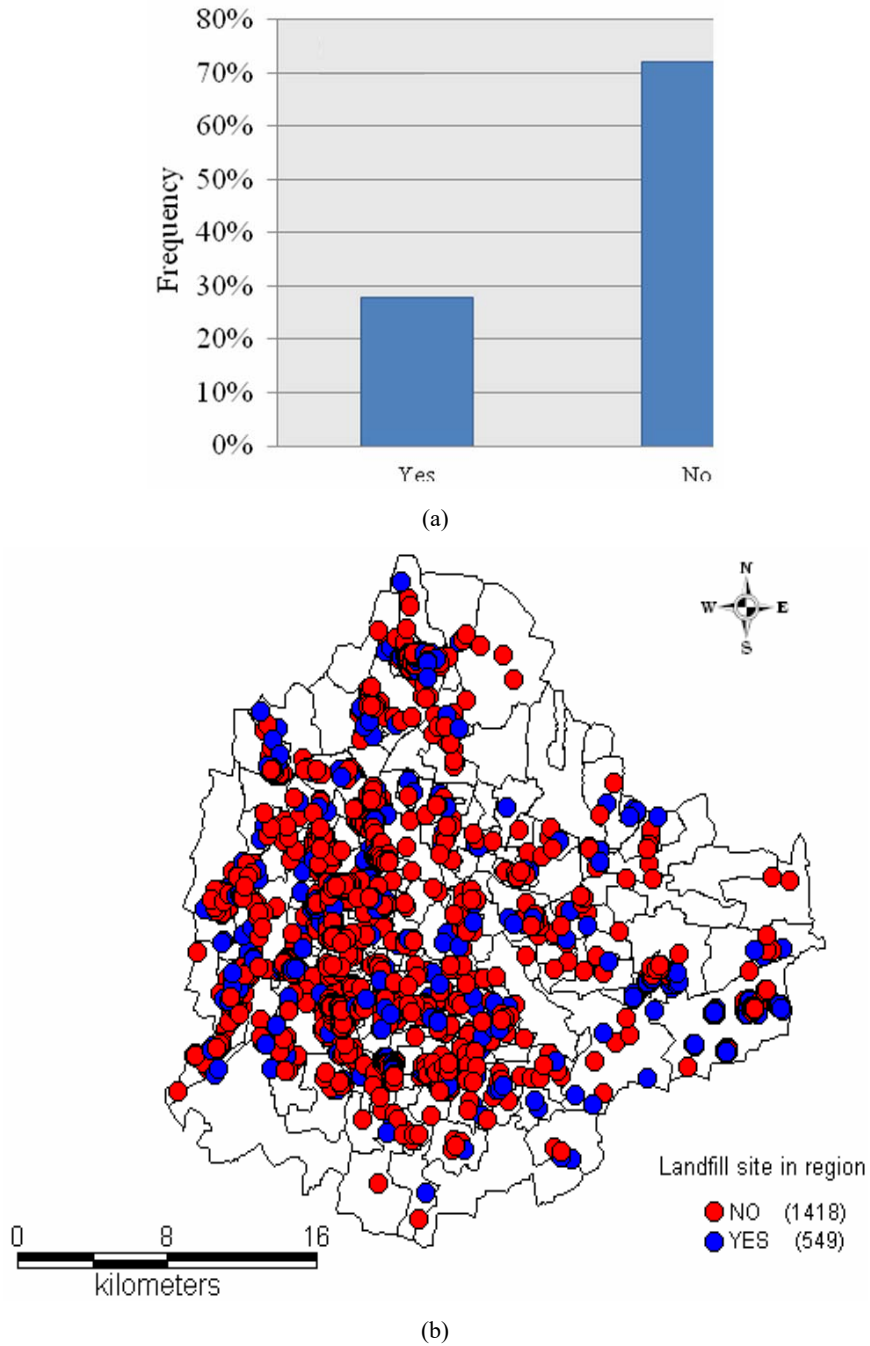 80%
70%
60%
50%
40%
30%
20%
10%
0%
Frequency
Yes No
(a)
N
W E
S
Landfill site in region
NO (1418)
YES (549)
0 8 16
kilometers
(b)